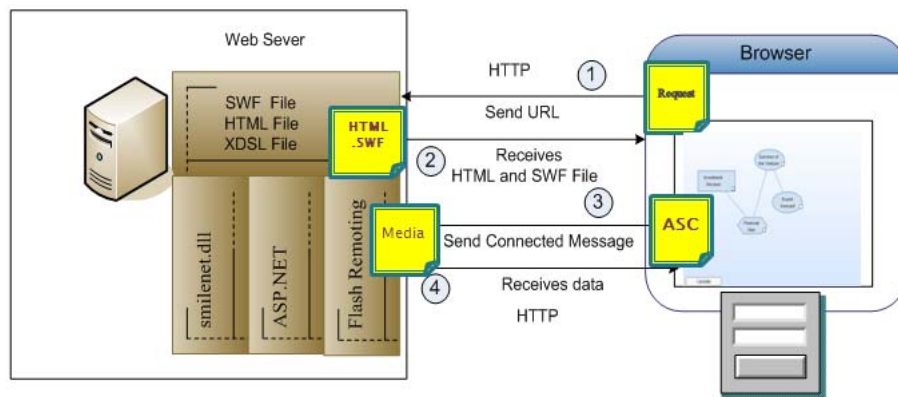 Web Sever
Browser
HTTP
1
Request
SWF File
HTML File
XDSL File
HTML
.SWF
Send URL
2
Receives
HTML and SWF File
3
Media
ASC
Send Connected Message
4
Receives data
HTTP
smilenet.dll
ASP.NET
Flash Remoting